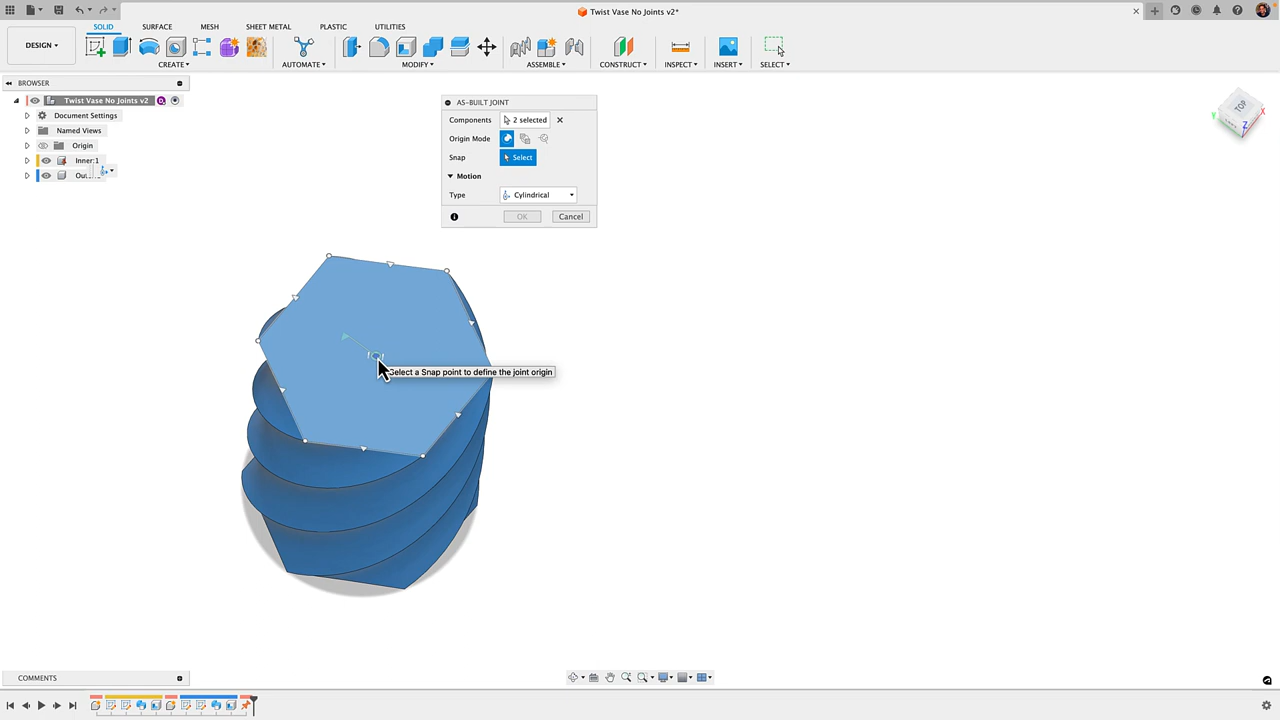 Twist Vase No Joints v2*
SOLID SURFACE MESH SHEET METAL PLASTIC UTILITIES
DESIGN
CREATE AUTOMATE MODIFY ASSEMBLE CONSTRUCT INSPECT INSERT SELECT
BROWSER
Twist Vase No Joints v2
Document Settings
Named Views
Origin
Inner:1
AS-BUILT JOINT
Components 2 selected
Origin Mode
Snap Select
Motion
Type Cylindrical
OK Cancel
Select a Snap point to define the joint origin
TOP
X
Y
Z
COMMENTS